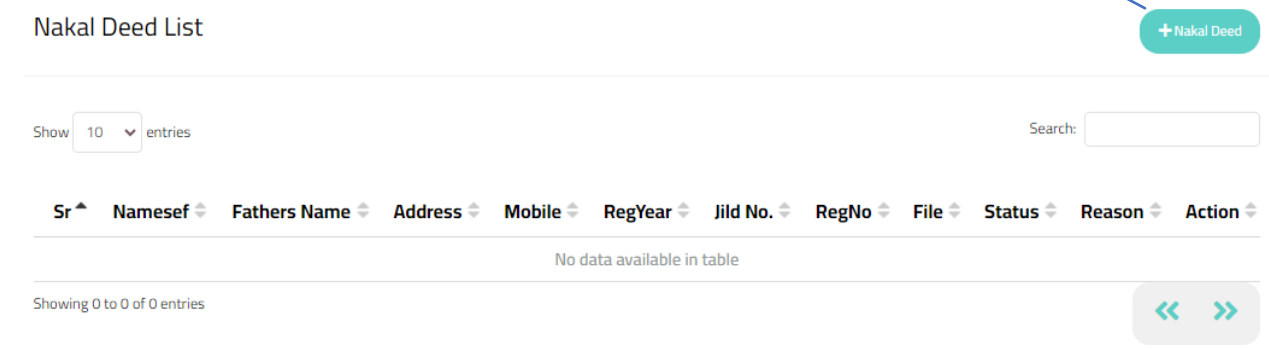 Nakal Deed List
+ Nakal Deed
Show 10 entries
Search:
Sr Namesef Fathers Name Address Mobile RegYear Jild No. RegNo File Status Reason Action
No data available in table
Showing 0 to 0 of 0 entries